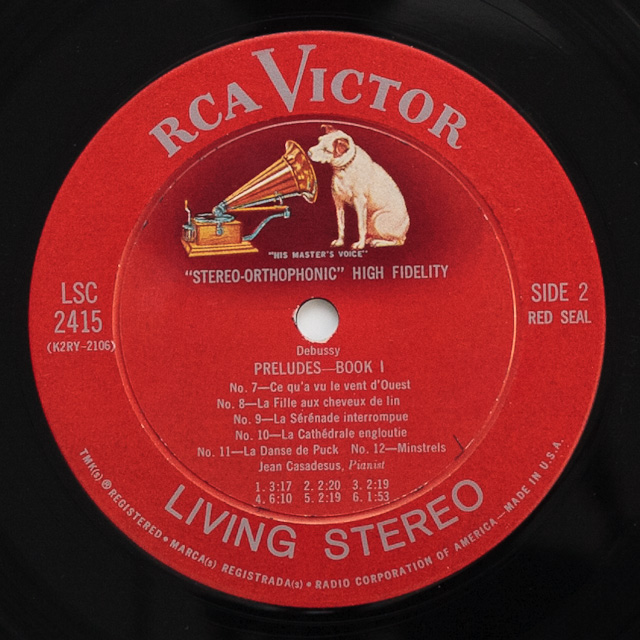 RCA VICTOR
"HIS MASTER'S VOICE"
"STEREO-ORTHOPHONIC" HIGH FIDELITY
LSC
2415
(K2RY-2106)
SIDE 2
RED SEAL
Debussy
PRELUDES—BOOK I
No. 7—Ce qu'a vu le vent d'Ouest
No. 8—La Fille aux cheveux de lin
No. 9—La Sérénade interrompue
No. 10—La Cathédrale engloutie
No. 11—La Danse de Puck No. 12—Minstrels
Jean Casadesus, Pianist
1. 3:17 2. 2:20 3. 2:19
4. 6:10 5. 2:19 6. 1:53
LIVING STEREO
TMK(s) ® REGISTERED • MARCA(s) REGISTRADA(s) • RADIO CORPORATION OF AMERICA—MADE IN U.S.A.